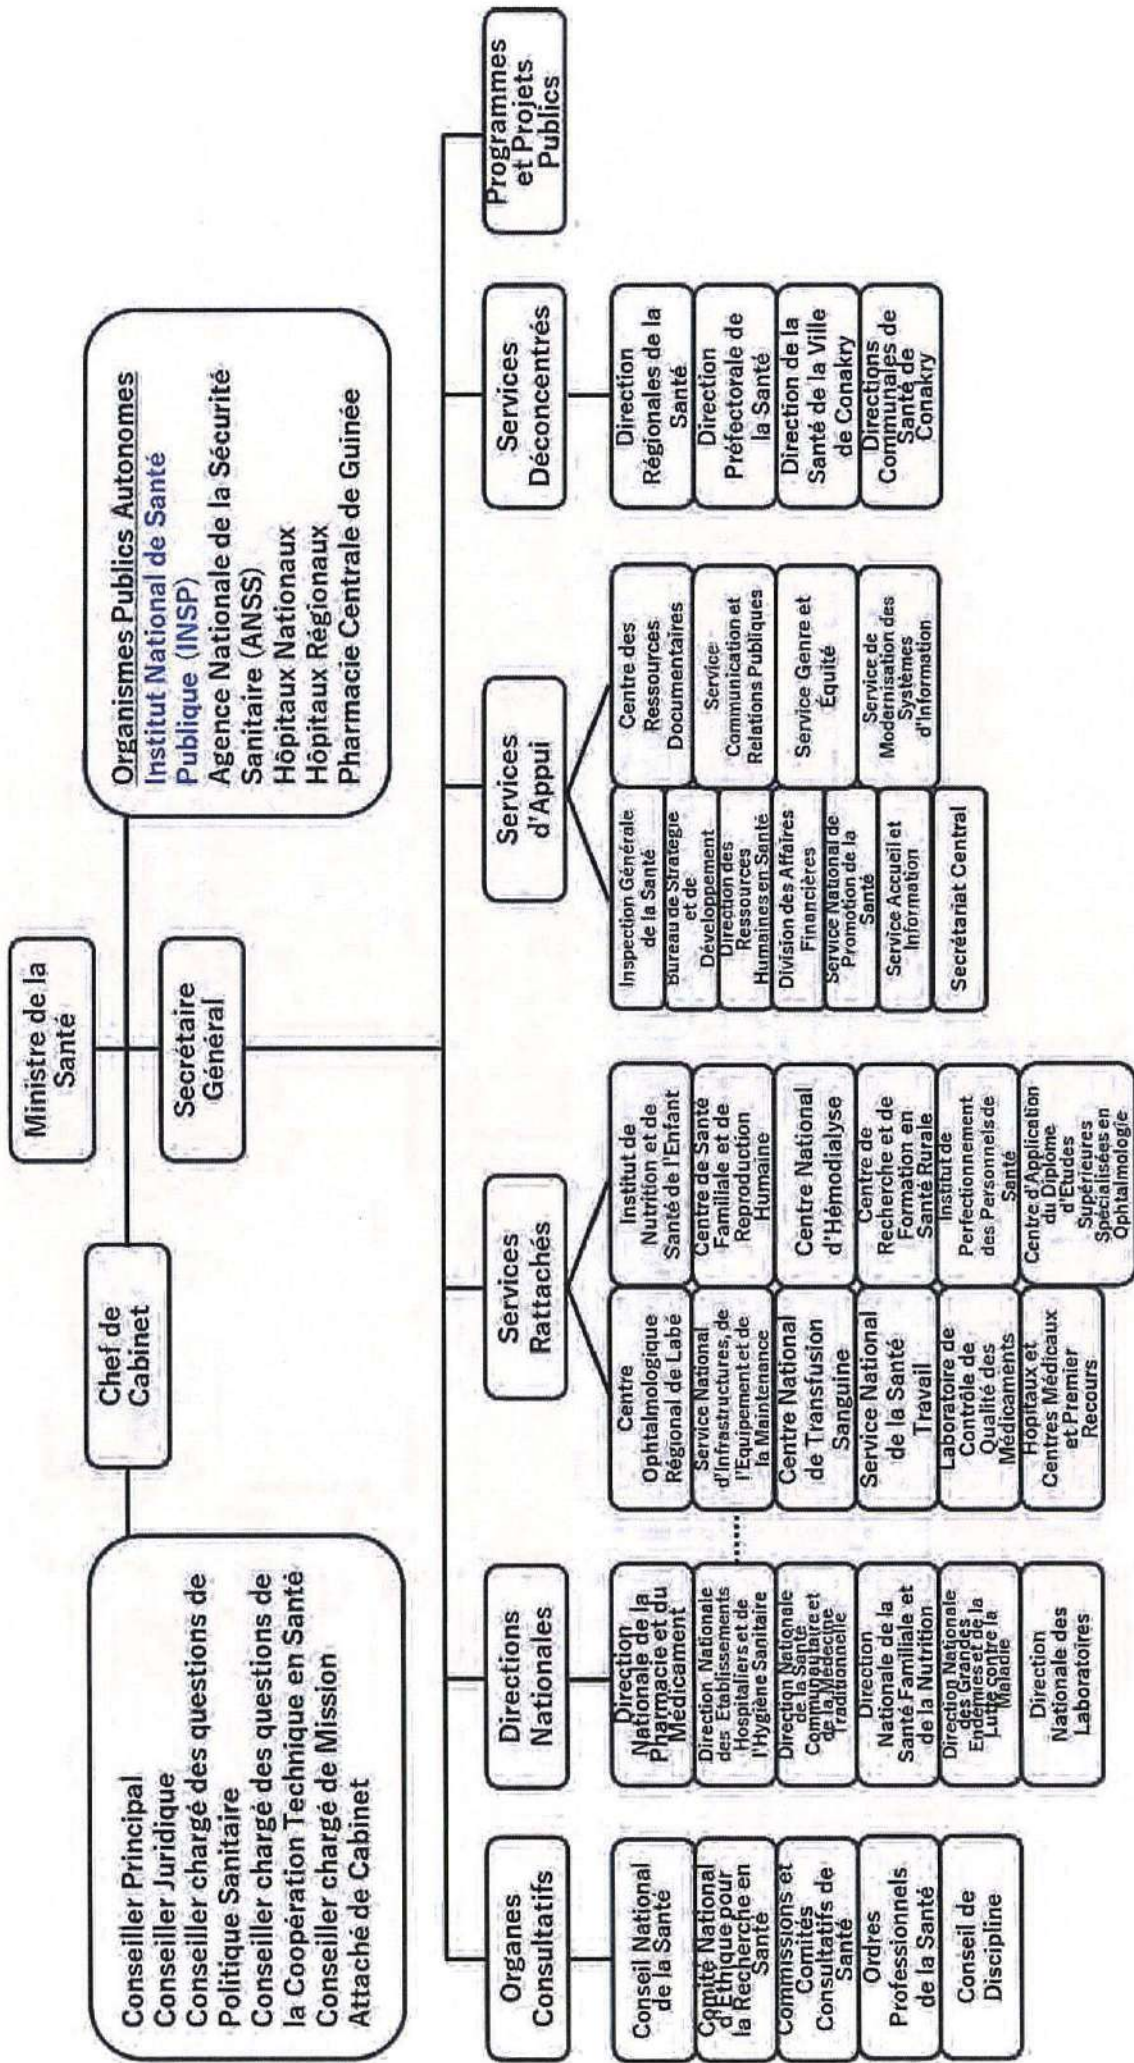 Ministre de la
Santé
Chef de
Cabinet
Secrétaire
Général
Conseiller Principal
Conseiller Juridique
Conseiller chargé des questions de
Politique Sanitaire
Conseiller chargé des questions de
la Coopération Technique en Santé
Conseiller chargé de Mission
Attaché de Cabinet
Organismes Publics Autonomes
Institut National de Santé
Publique (INSP)
Agence Nationale de la Sécurité
Sanitaire (ANSS)
Hôpitaux Nationaux
Hôpitaux Régionaux
Pharmacie Centrale de Guinée
Organes
Consultatifs
Conseil National
de la Santé
Comité National
d'Ethique pour
la Recherche en
Santé
Commissions et
Comités
Consultatifs de
Santé
Ordres
Professionnels
de la Santé
Conseil de
Discipline
Directions
Nationales
Direction
Nationale de la
Pharmacie et du
Médicament
Direction Nationale
des Etablissements
Hospitaliers et de
l'Hygiène Sanitaire
Direction Nationale
de la Santé
Communautaire et
de la Médecine
Traditionnelle
Direction
Nationale de la
Santé Familiale et
de la Nutrition
Direction Nationale
des Grandes
Endémies et de la
Lutte contre la
Maladie
Direction
Nationale des
Laboratoires
Services
Rattachés
Centre
Ophtalmologique
Régional de Labé
Service National
d'Infrastructures, de
l'Equipement et de
la Maintenance
Centre National
de Transfusion
Sanguine
Service National
de la Santé
Travail
Laboratoire de
Contrôle de
Qualité des
Médicaments
Hôpitaux et
Centres Médicaux
et Premier
Recours
Institut de
Nutrition et de
Santé de l'Enfant
Centre de Santé
Familiale et de
Reproduction
Humaine
Centre National
d'Hémodialyse
Centre de
Recherche et de
Formation en
Santé Rurale
Institut de
Perfectionnement
des Personnels de
Santé
Centre d'Application
du Diplôme
d'Etudes
Supérieures
Spécialisées en
Ophtalmologie
Services
d'Appui
Inspection Générale
de la Santé
Bureau de Stratégie
et de
Développement
Direction des
Ressources
Humaines en Santé
Division des Affaires
Financières
Service National de
Promotion de la
Santé
Service Accueil et
Information
Secrétariat Central
Centre des
Ressources
Documentaires
Service
Communication et
Relations Publiques
Service Genre et
Équité
Service de
Modernisation des
Systèmes
d'Information
Services
Déconcentrés
Direction
Régionales de la
Santé
Direction
Préfectorale de
la Santé
Direction de la
Santé de la Ville
de Conakry
Directions
Communales de
Santé de
Conakry
Programmes
et Projets
Publics